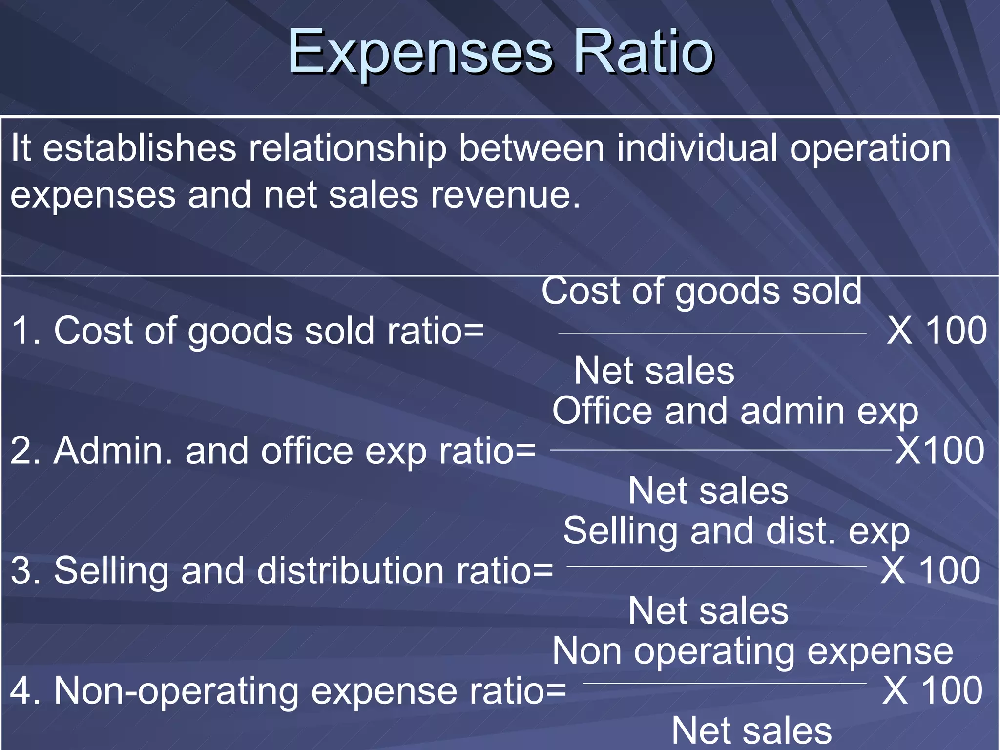 Expenses Ratio
It establishes relationship between individual operation
expenses and net sales revenue.
Cost of goods sold
1. Cost of goods sold ratio= X 100
Net sales
Office and admin exp
2. Admin. and office exp ratio= X100
Net sales
Selling and dist. exp
3. Selling and distribution ratio= X 100
Net sales
Non operating expense
4. Non-operating expense ratio= X 100
Net sales